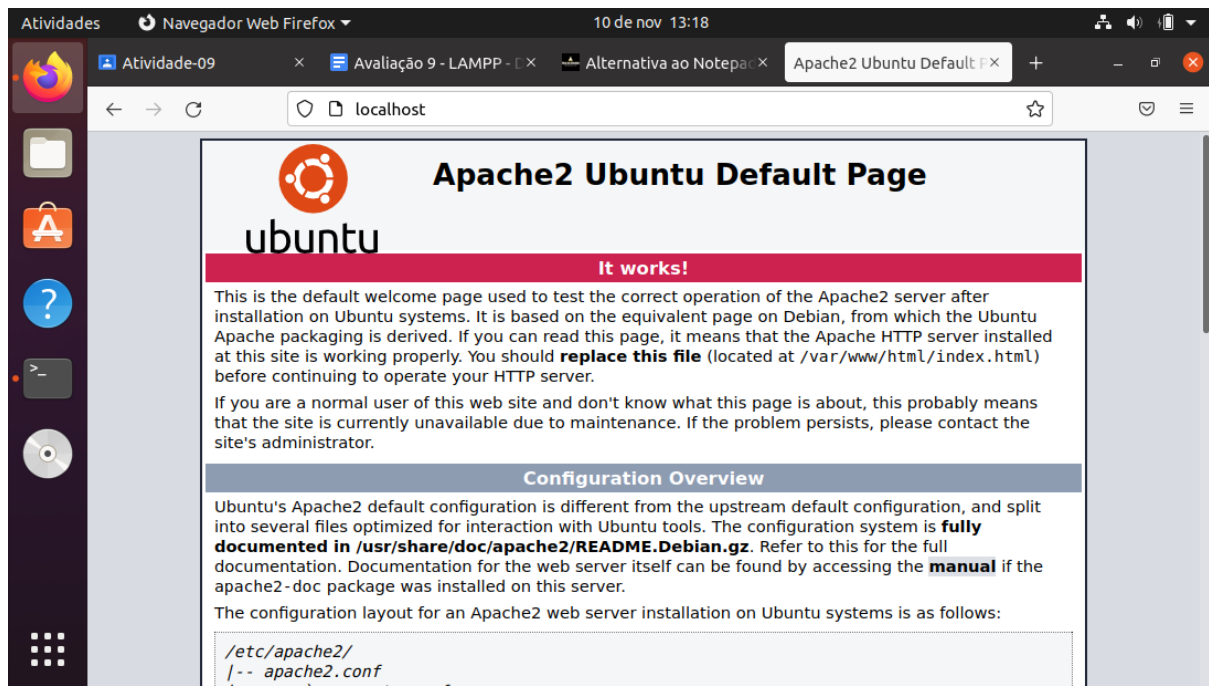 Atividades
Navegador Web Firefox
10 de nov 13:18
Atividade-09
Avaliação 9 - LAMPP - D
Alternativa ao Notepad
Apache2 Ubuntu Default P
localhost
ubuntu
Apache2 Ubuntu Default Page
It works!
This is the default welcome page used to test the correct operation of the Apache2 server after
installation on Ubuntu systems. It is based on the equivalent page on Debian, from which the Ubuntu
Apache packaging is derived. If you can read this page, it means that the Apache HTTP server installed
at this site is working properly. You should replace this file (located at /var/www/html/index.html)
before continuing to operate your HTTP server.
If you are a normal user of this web site and don't know what this page is about, this probably means
that the site is currently unavailable due to maintenance. If the problem persists, please contact the
site's administrator.
Configuration Overview
Ubuntu's Apache2 default configuration is different from the upstream default configuration, and split
into several files optimized for interaction with Ubuntu tools. The configuration system is fully
documented in /usr/share/doc/apache2/README.Debian.gz. Refer to this for the full
documentation. Documentation for the web server itself can be found by accessing the manual if the
apache2-doc package was installed on this server.
The configuration layout for an Apache2 web server installation on Ubuntu systems is as follows:
/etc/apache2/
|-- apache2.conf